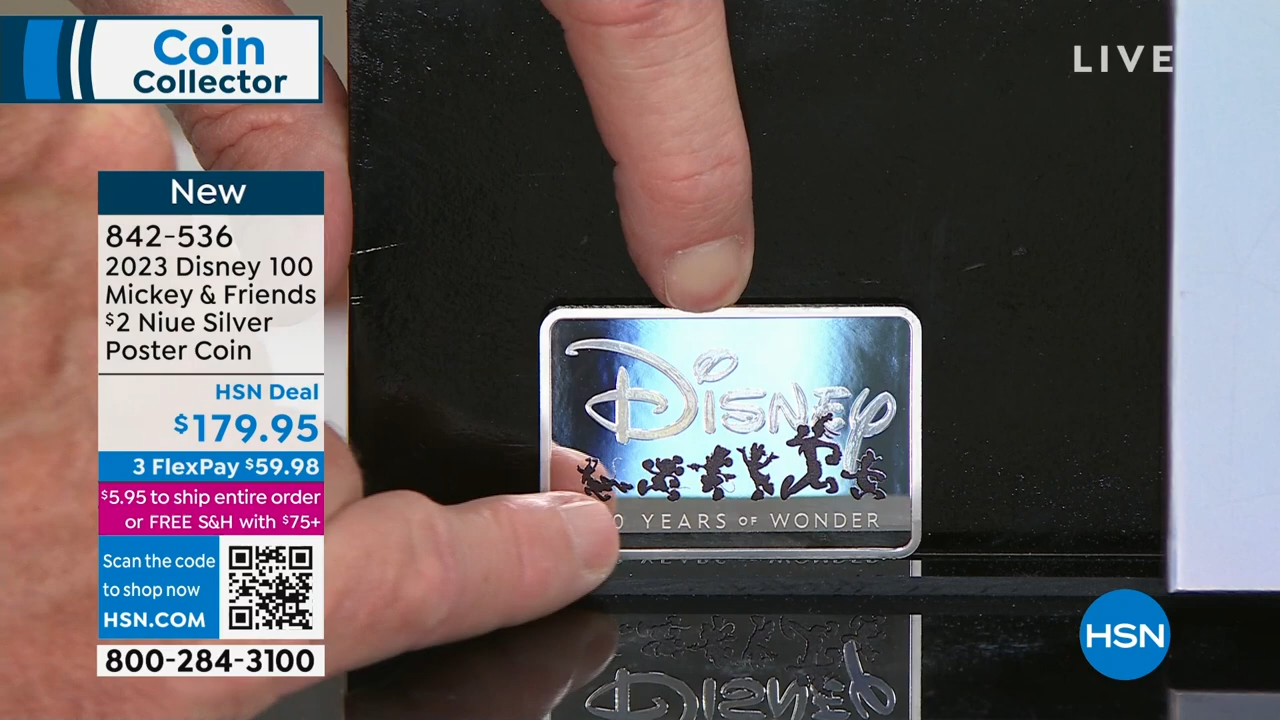 Coin
Collector
LIVE
New
842-536
2023 Disney 100
Mickey & Friends
$2 Niue Silver
Poster Coin
HSN Deal
$179.95
3 FlexPay $59.98
$5.95 to ship entire order
or FREE S&H with $75+
Scan the code
to shop now
HSN.COM
800-284-3100
Disney
0 YEARS OF WONDER
HSN